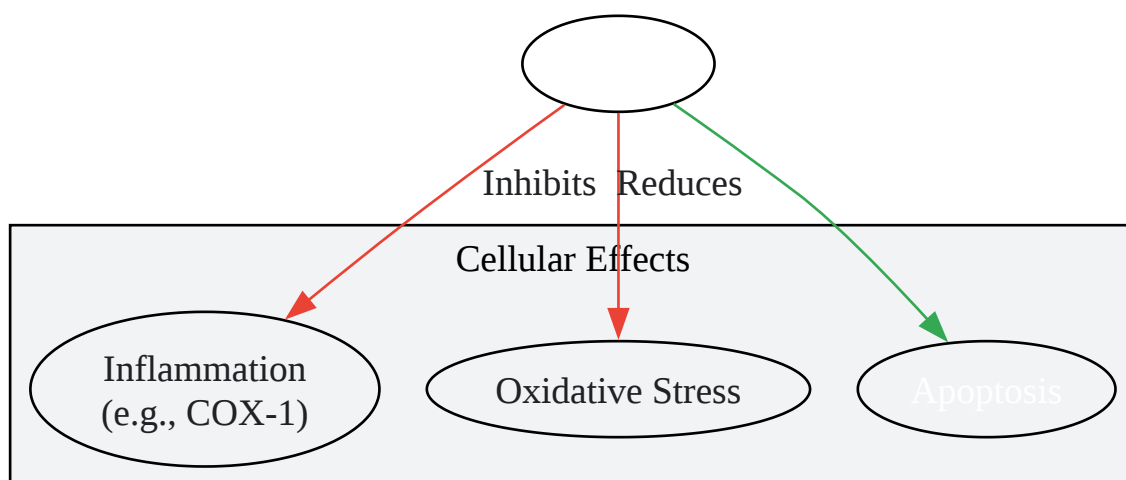 Inhibits
Reduces
Cellular Effects
Inflammation
(e.g., COX-1)
Oxidative Stress
Apoptosis